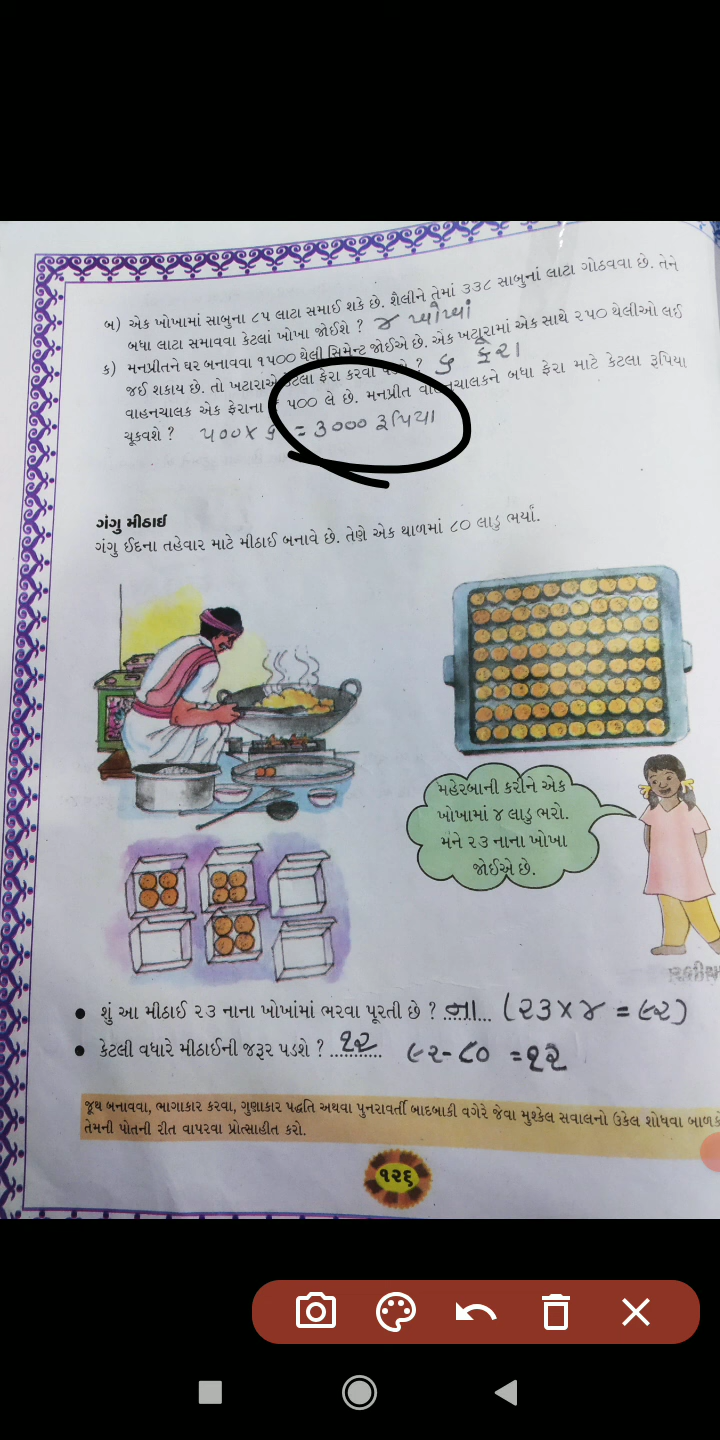 બ) એક ખોખામાં સાબુના ૮૫ લાટા સમાઈ શકે છે. શૈલીને તેમાં ૩૩૮ સાબુનાં લાટા ગોઠવવા છે. તેને
બધા લાટા સમાવવા કેટલાં ખોખા જોઈશે ? ૪ ખોખાં
ક) મનપ્રીતને ઘર બનાવવા ૧૫૦૦ થેલી સિમેન્ટ જોઈએ છે. એક ખટારામાં એક સાથે ૨૫૦ થેલીઓ લઈ
જઈ શકાય છે. તો ખટારાએ કેટલા ફેરા કરવા ? ૬ ફેરા
વાહનચાલક એક ફેરાના ૫૦૦ લે છે. મનપ્રીત વાહનચાલકને બધા ફેરા માટે કેટલા રૂપિયા
ચૂકવશે ? ૫૦૦ X ૬ = ૩૦૦૦ રૂપિયા
ગંગુ મીઠાઈ
ગંગુ ઈદના તહેવાર માટે મીઠાઈ બનાવે છે. તેણે એક થાળમાં ૮૦ લાડુ ભર્યાં.
મહેરબાની કરીને એક
ખોખામાં ૪ લાડુ ભરો.
મને ૨૩ નાના ખોખા
જોઈએ છે.
• શું આ મીઠાઈ ૨૩ નાના ખોખાંમાં ભરવા પૂરતી છે ? ના (૨૩ X ૪ = ૯૨)
• કેટલી વધારે મીઠાઈની જરૂર પડશે ? ૧૨ ૯૨-૮૦ =૧૨
જૂથ બનાવવા, ભાગાકાર કરવા, ગુણાકાર પદ્ધતિ અથવા પુનરાવર્તી બાદબાકી વગેરે જેવા મુશ્કેલ સવાલનો ઉકેલ શોધવા
તેમની પોતની રીત વાપરવા પ્રોત્સાહીત કરો.
૧૨૬